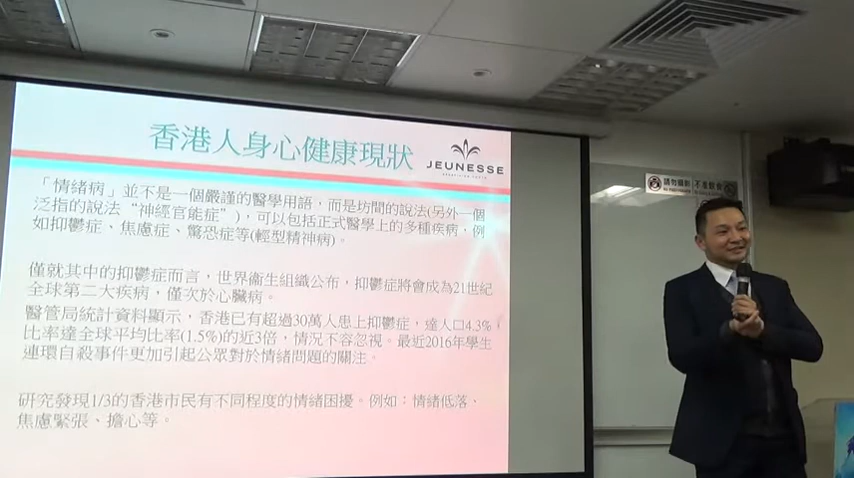 香港人身心健康現狀
JEUNESSE
「情緒病」並不是一個嚴謹的醫學用語，而是坊間的說法(另外一個
泛指的說法“神經官能症”)，可以包括正式醫學上的多種疾病，例
如抑鬱症、焦慮症、驚恐症等(輕型精神病)。
僅就其中的抑鬱症而言，世界衞生組織公布，抑鬱症將會成為21世紀
全球第二大疾病，僅次於心臟病。
醫管局統計資料顯示，香港已有超過30萬人患上抑鬱症，達人口4.3%，
比率達全球平均比率(1.5%)的近3倍，情況不容忽視。最近2016年學生
連環自殺事件更加引起公眾對於情緒問題的關注。
研究發現1/3的香港市民有不同程度的情緒困擾。例如：情緒低落、
焦慮緊張、擔心等。
請勿攝影
不准飲食